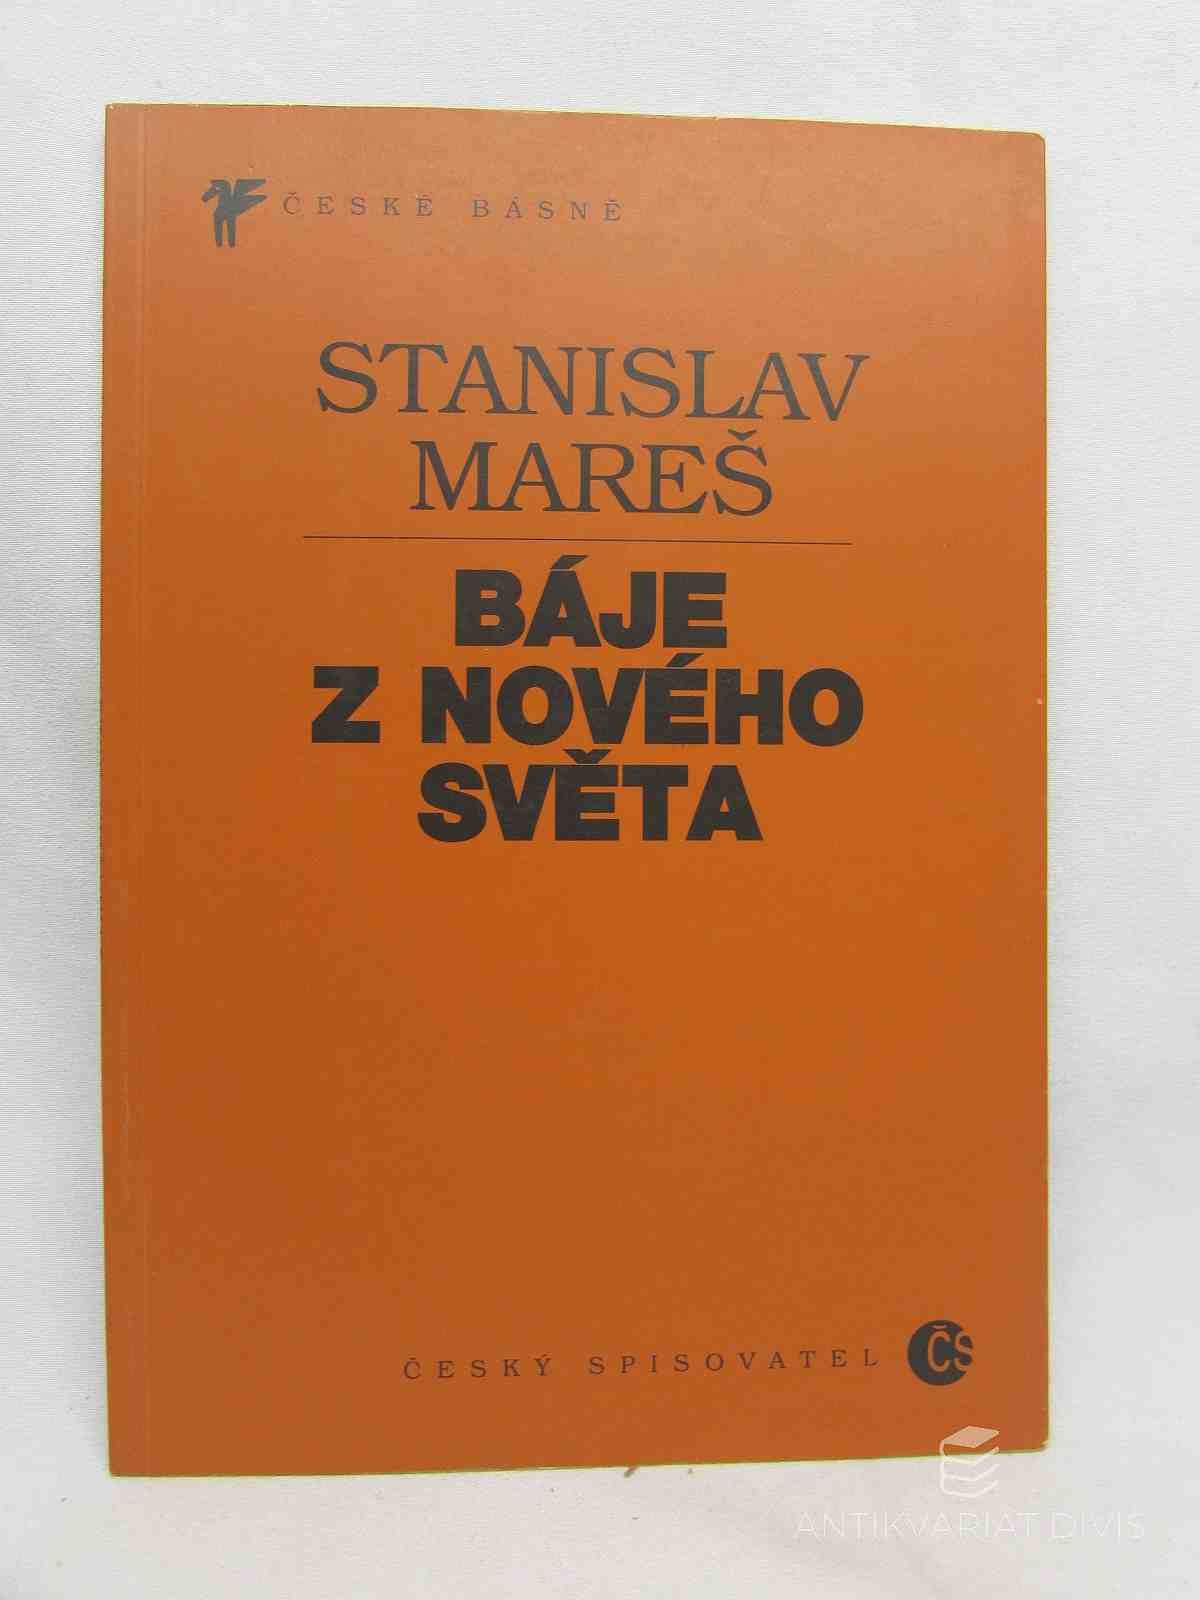 ČESKÉ BÁSNĚ
STANISLAV
MAREŠ
BÁJE
Z NOVÉHO
SVĚTA
ČESKÝ SPISOVATEL
ČS
ANTIKVARIAT DIVIS